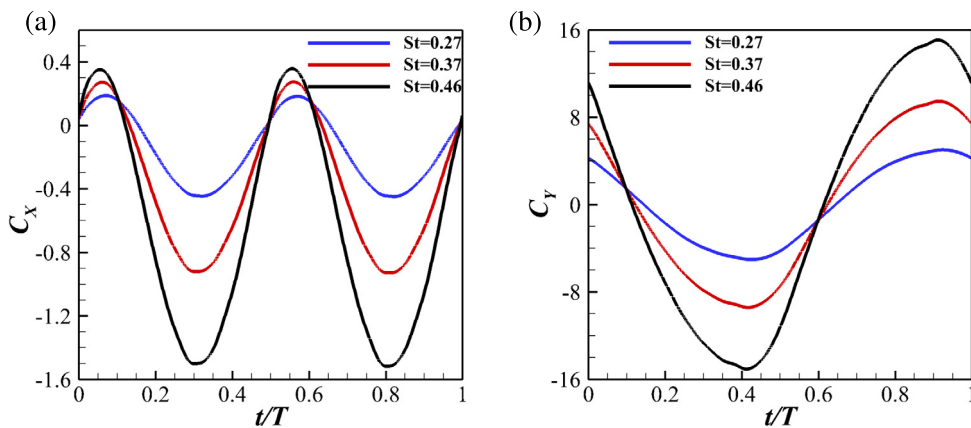 (a)
St=0.27
St=0.37
St=0.46
0.4
0
-0.4
-0.8
-1.2
-1.6
C_X
0 0.2 0.4 0.6 0.8 1
t/T
(b)
St=0.27
St=0.37
St=0.46
16
8
0
-8
-16
C_Y
0 0.2 0.4 0.6 0.8 1
t/T